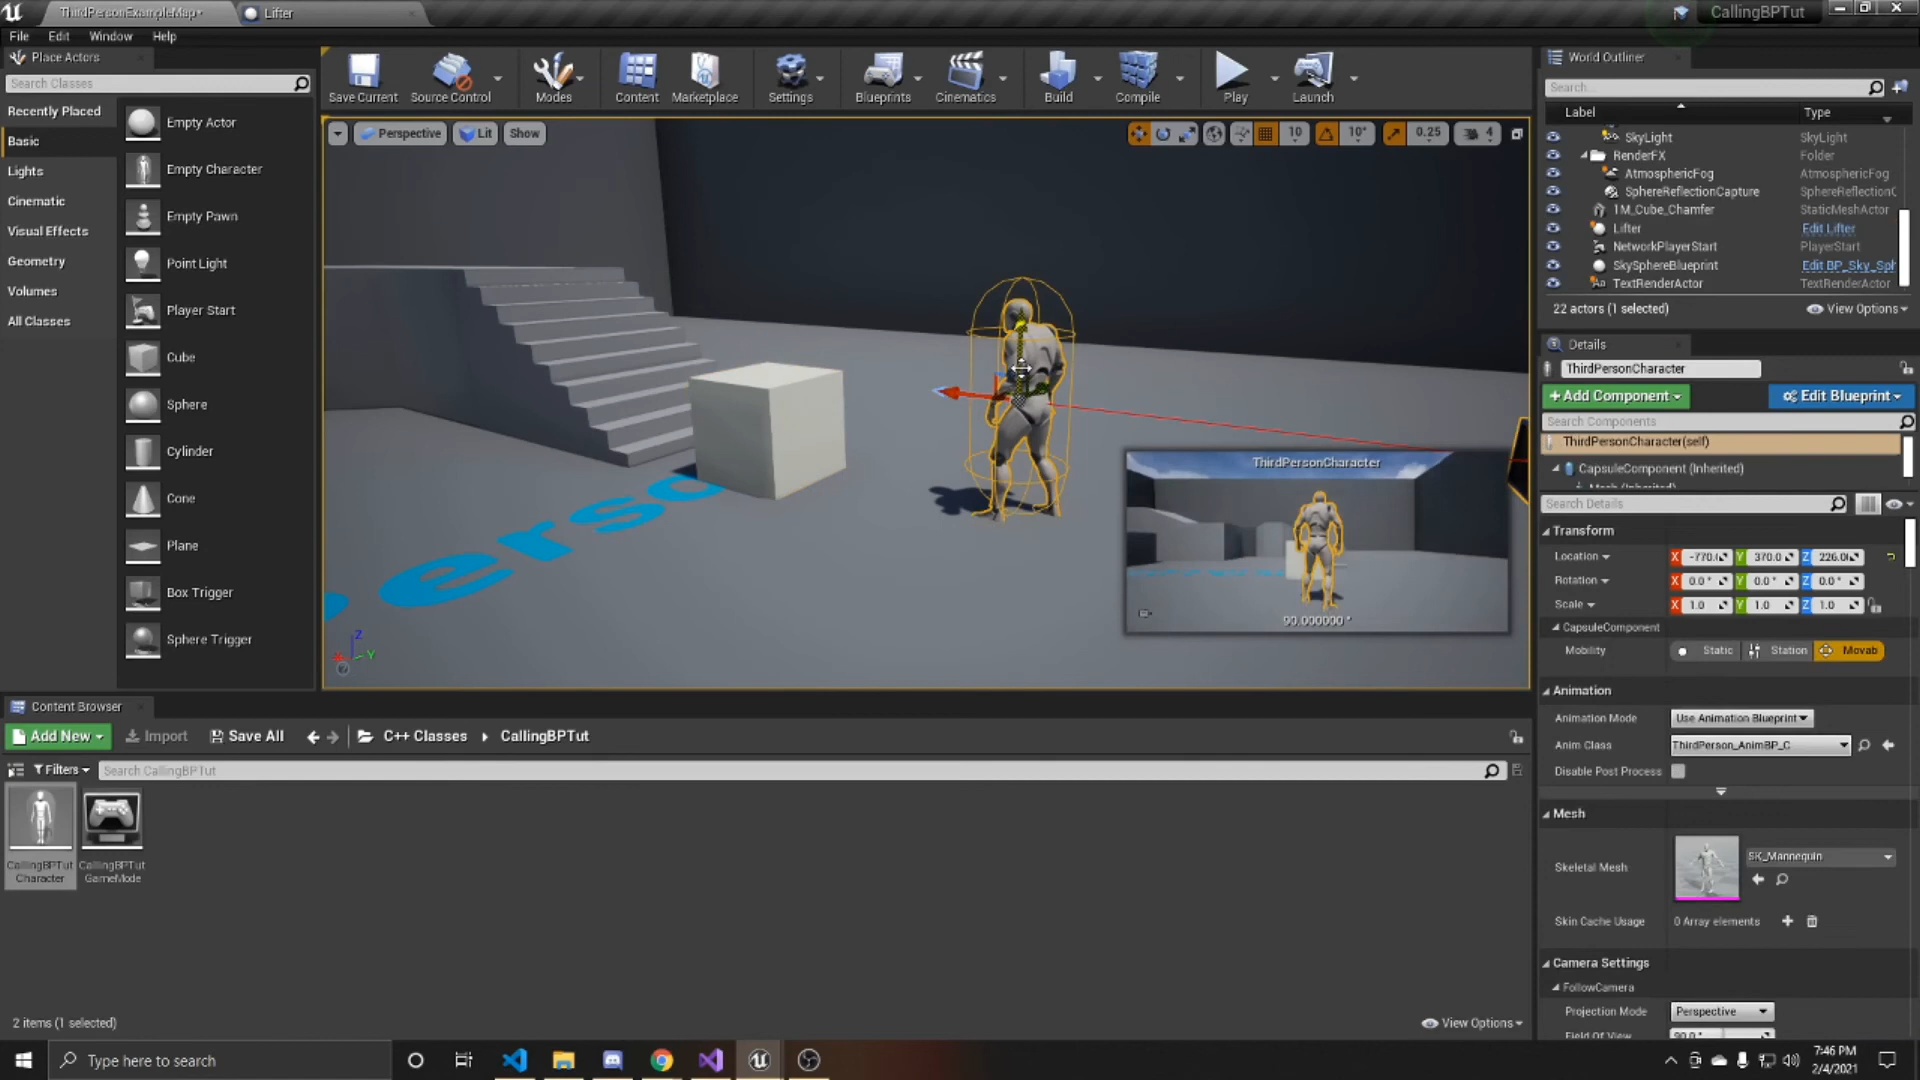 ThirdPersonExampleMap*
Lifter
CallingBPTut
File Edit Window Help
Place Actors
Search Classes
Recently Placed
Basic
Lights
Cinematic
Visual Effects
Geometry
Volumes
All Classes
Empty Actor
Empty Character
Empty Pawn
Point Light
Player Start
Cube
Sphere
Cylinder
Cone
Plane
Box Trigger
Sphere Trigger
Save Current
Source Control
Modes
Content
Marketplace
Settings
Blueprints
Cinematics
Build
Compile
Play
Launch
Perspective
Lit
Show
10
10°
0.25
4
erso
Z
X
Y
ThirdPersonCharacter
90.000000 °
World Outliner
Search...
Label Type
SkyLight SkyLight
RenderFX Folder
AtmosphericFog AtmosphericFog
SphereReflectionCapture SphereReflectionC
1M_Cube_Chamfer StaticMeshActor
Lifter Edit Lifter
NetworkPlayerStart PlayerStart
SkySphereBlueprint Edit BP_Sky_Sph
TextRenderActor TextRenderActor
22 actors (1 selected) View Options
Details
ThirdPersonCharacter
+Add Component Edit Blueprint
Search Components
ThirdPersonCharacter(self)
CapsuleComponent (Inherited)
Mesh (Inherited)
Search Details
Transform
Location X -770.0 Y 370.0 Z 226.0
Rotation X 0.0 ° Y 0.0 ° Z 0.0 °
Scale X 1.0 Y 1.0 Z 1.0
CapsuleComponent
Mobility Static Station Movab
Animation
Animation Mode Use Animation Blueprint
Anim Class ThirdPerson_AnimBP_C
Disable Post Process
Mesh
Skeletal Mesh SK_Mannequin
Skin Cache Usage 0 Array elements
Camera Settings
FollowCamera
Projection Mode Perspective
Field Of View 90.0 °
Content Browser
Add New Import Save All C++ Classes CallingBPTut
Filters Search CallingBPTut
CallingBPTut
Character
CallingBPTut
GameMode
2 items (1 selected) View Options
Type here to search
7:46 PM
2/4/2021